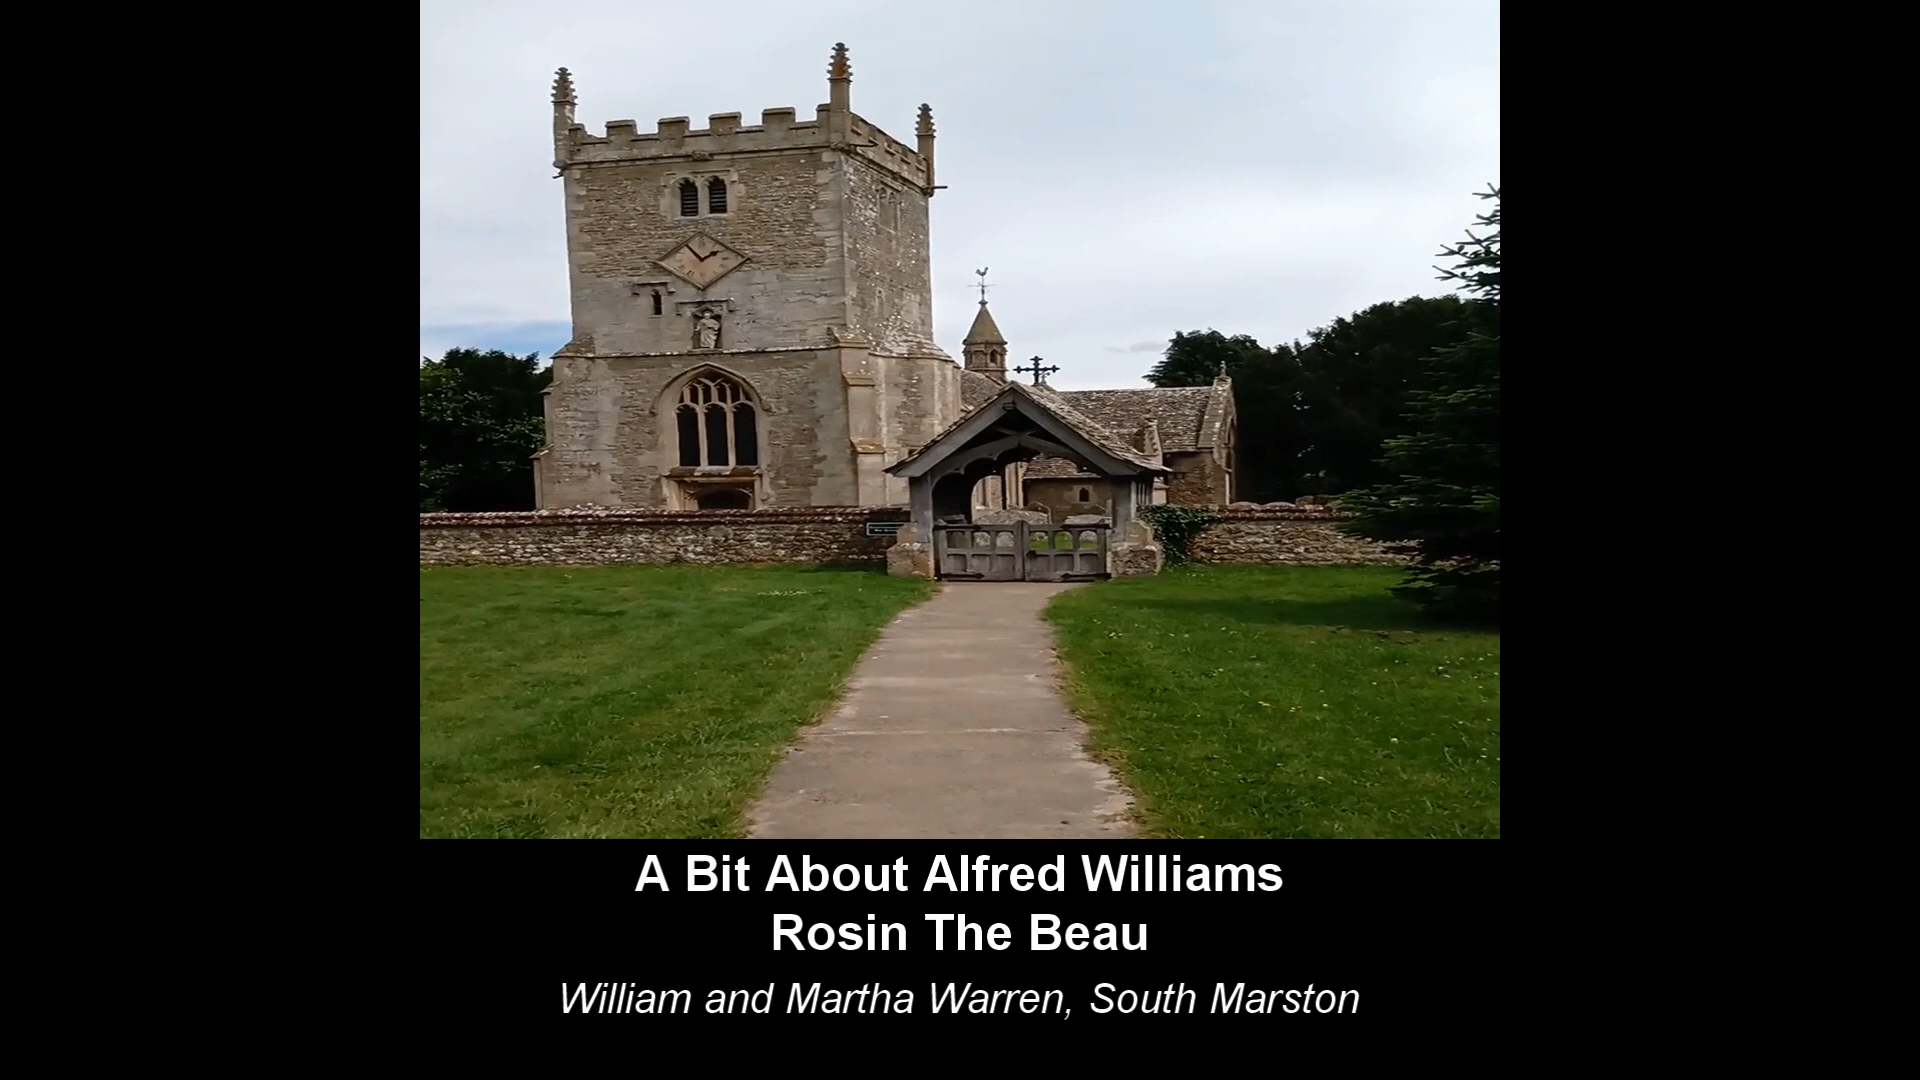 A Bit About Alfred Williams
Rosin The Beau
William and Martha Warren, South Marston